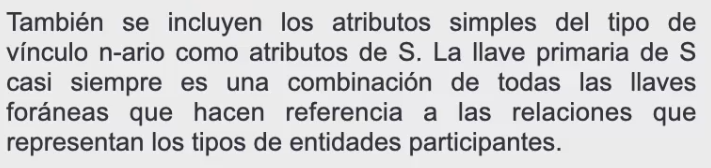 También se incluyen los atributos simples del tipo de
vínculo n-ario como atributos de S. La llave primaria de S
casi siempre es una combinación de todas las llaves
foráneas que hacen referencia a las relaciones que
representan los tipos de entidades participantes.